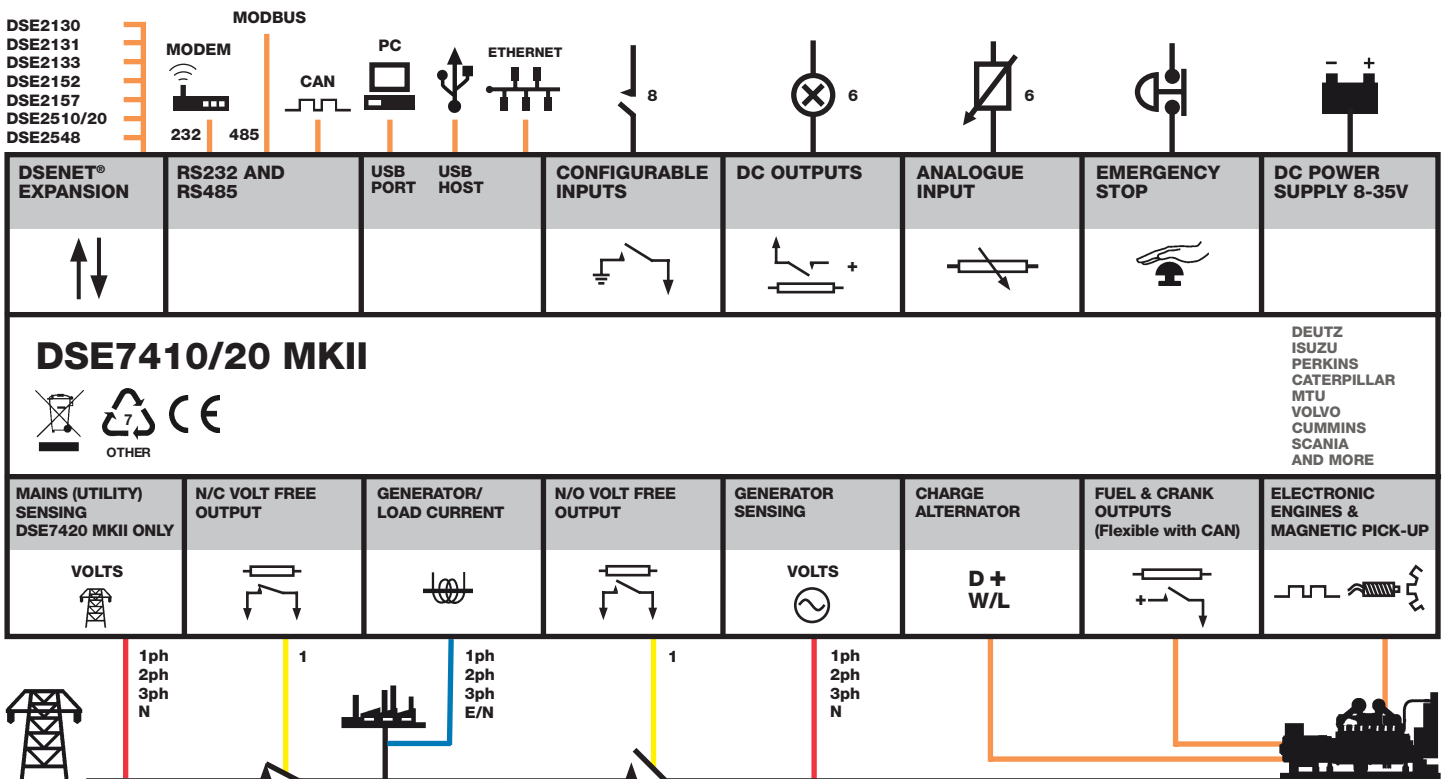 DSE2130
DSE2131
DSE2133
DSE2152
DSE2157
DSE2510/20
DSE2548
MODEM
232
MODBUS
485
CAN
PC
ETHERNET
8
6
6
- +
DSENET®
EXPANSION
RS232 AND
RS485
USB
PORT
USB
HOST
CONFIGURABLE
INPUTS
DC OUTPUTS
+
ANALOGUE
INPUT
EMERGENCY
STOP
DC POWER
SUPPLY 8-35V
DSE7410/20 MKII
7
OTHER
CE
DEUTZ
ISUZU
PERKINS
CATERPILLAR
MTU
VOLVO
CUMMINS
SCANIA
AND MORE
MAINS (UTILITY)
SENSING
DSE7420 MKII ONLY
VOLTS
N/C VOLT FREE
OUTPUT
GENERATOR/
LOAD CURRENT
N/O VOLT FREE
OUTPUT
GENERATOR
SENSING
VOLTS
CHARGE
ALTERNATOR
D +
W/L
FUEL & CRANK
OUTPUTS
(Flexible with CAN)
+
ELECTRONIC
ENGINES &
MAGNETIC PICK-UP
1ph
2ph
3ph
N
1
1ph
2ph
3ph
E/N
1
1ph
2ph
3ph
N